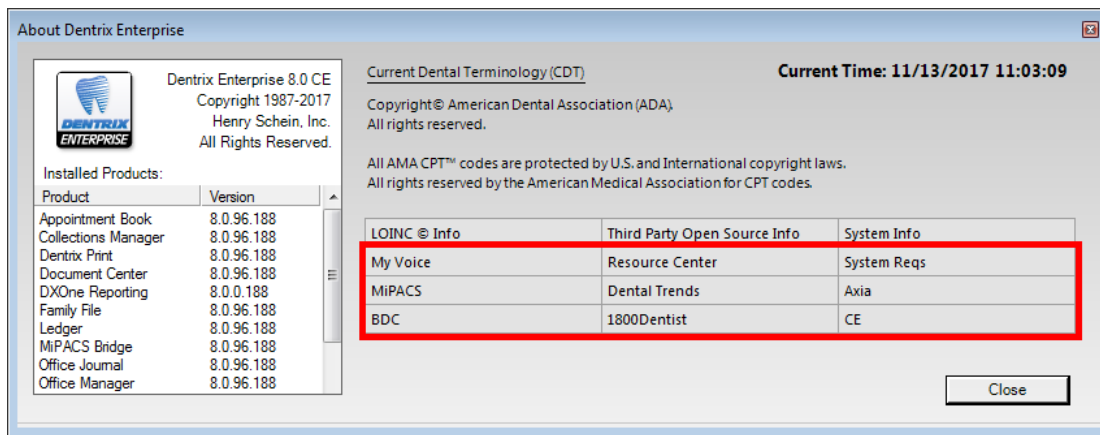 About Dentrix Enterprise
DENTRIX
ENTERPRISE
Dentrix Enterprise 8.0 CE
Copyright 1987-2017
Henry Schein, Inc.
All Rights Reserved.
Installed Products:
Product Version
Appointment Book 8.0.96.188
Collections Manager 8.0.96.188
Dentrix Print 8.0.96.188
Document Center 8.0.96.188
DXOne Reporting 8.0.0.188
Family File 8.0.96.188
Ledger 8.0.96.188
MiPACS Bridge 8.0.96.188
Office Journal 8.0.96.188
Office Manager 8.0.96.188
Current Dental Terminology (CDT)
Current Time: 11/13/2017 11:03:09
Copyright© American Dental Association (ADA).
All rights reserved.
All AMA CPT™ codes are protected by U.S. and International copyright laws.
All rights reserved by the American Medical Association for CPT codes.
LOINC © Info Third Party Open Source Info System Info
My Voice Resource Center System Reqs
MiPACS Dental Trends Axia
BDC 1800Dentist CE
Close